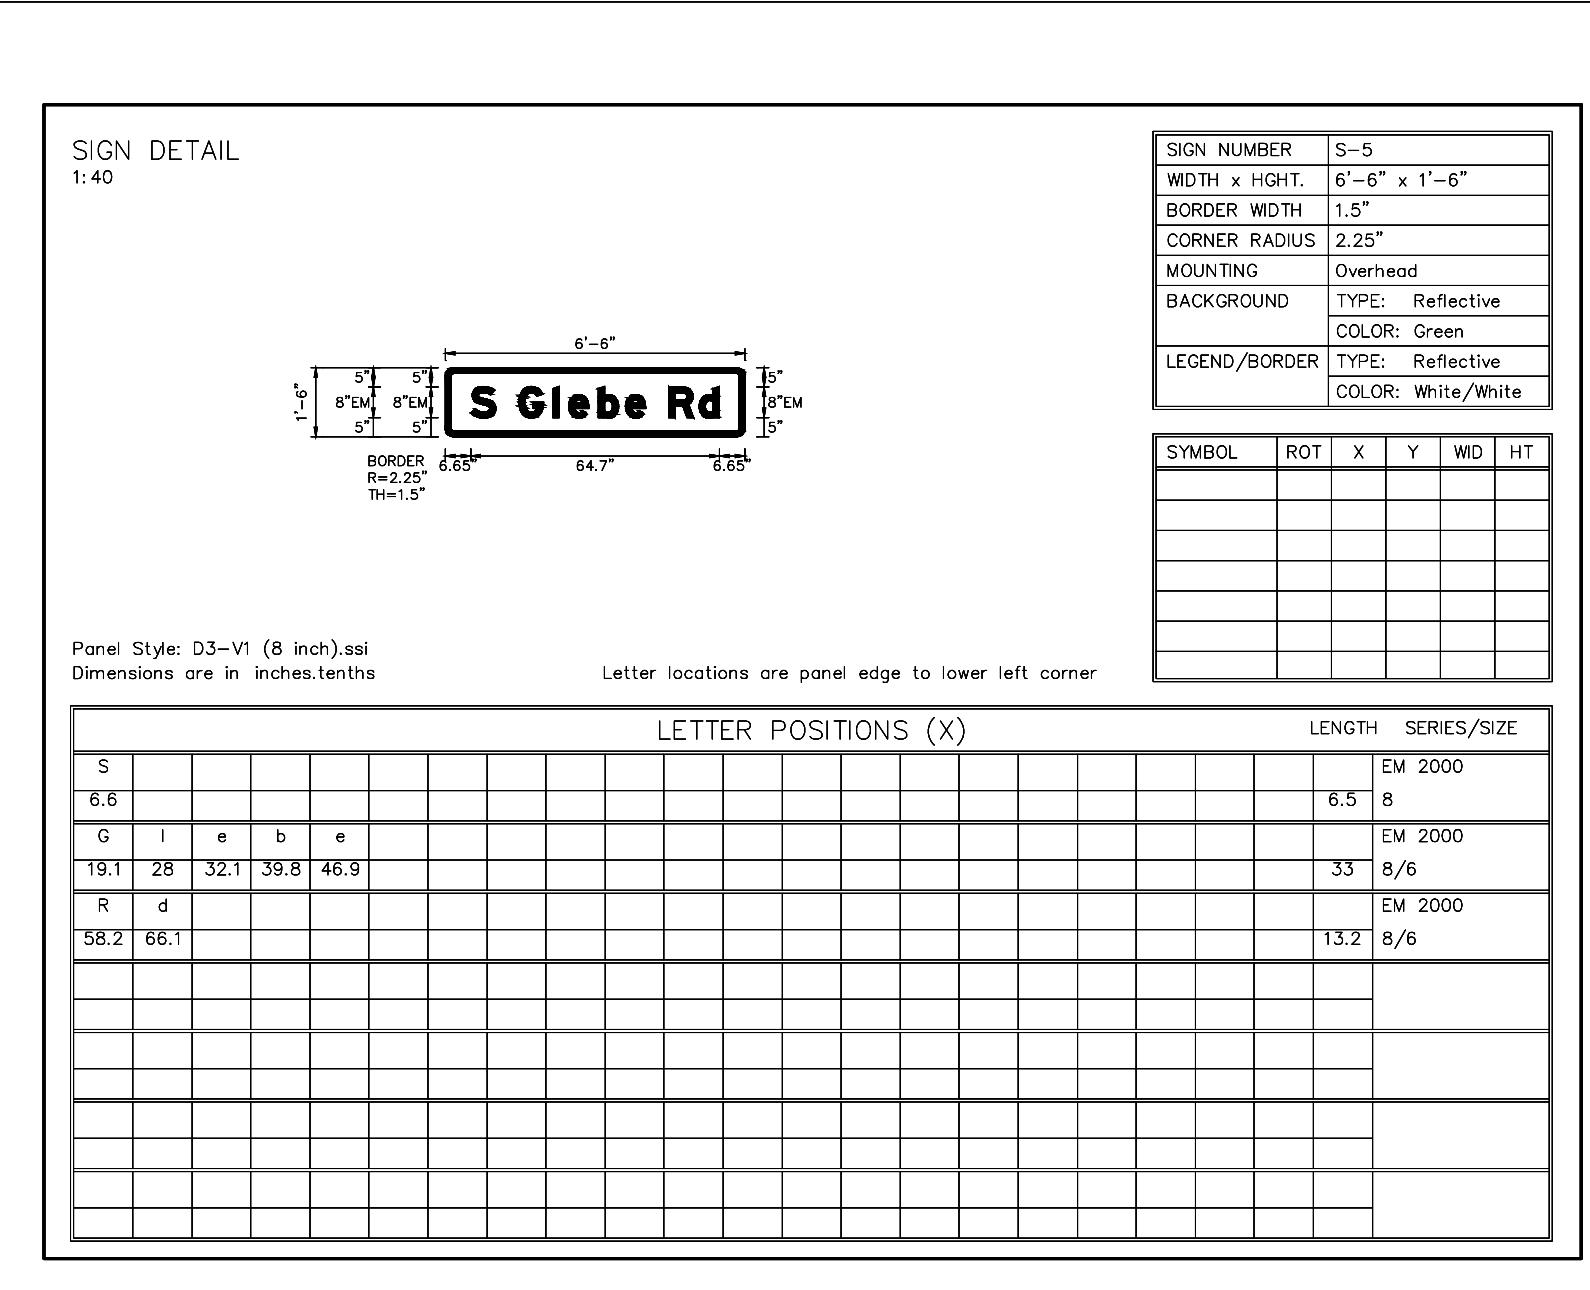 SIGN DETAIL
1:40
SIGN NUMBER S-5
WIDTH x HGHT. 6'-6" x 1'-6"
BORDER WIDTH 1.5"
CORNER RADIUS 2.25"
MOUNTING Overhead
BACKGROUND TYPE: Reflective
COLOR: Green
LEGEND/BORDER TYPE: Reflective
COLOR: White/White
6'-6"
1'-6"
5" 5" 5"
8"EM 8"EM S Glebe Rd 8"EM
5" 5" 5"
6.65" 64.7" 6.65"
BORDER
R=2.25"
TH=1.5"
SYMBOL ROT X Y WID HT
Panel Style: D3-V1 (8 inch).ssi
Dimensions are in inches.tenths
Letter locations are panel edge to lower left corner
LETTER POSITIONS (X) LENGTH SERIES/SIZE
S EM 2000
6.6 6.5 8
G l e b e EM 2000
19.1 28 32.1 39.8 46.9 33 8/6
R d EM 2000
58.2 66.1 13.2 8/6